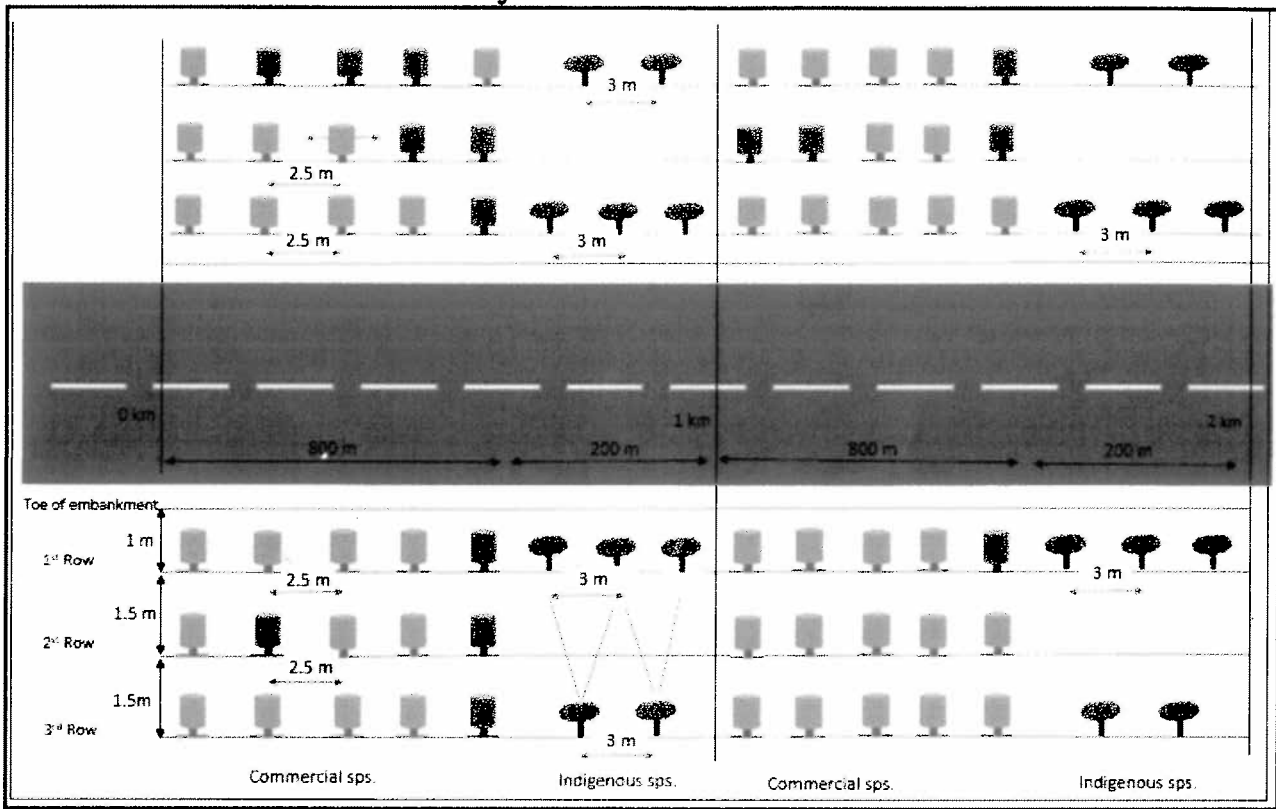 3 m
2.5 m
2.5 m
3 m
3 m
0 km
1 km
2 km
800 m
200 m
800 m
200 m
Toe of embankment
1 m
1st Row
2.5 m
3 m
3 m
1.5 m
2nd Row
2.5 m
1.5m
3rd Row
3 m
Commercial sps.
Indigenous sps.
Commercial sps.
Indigenous sps.